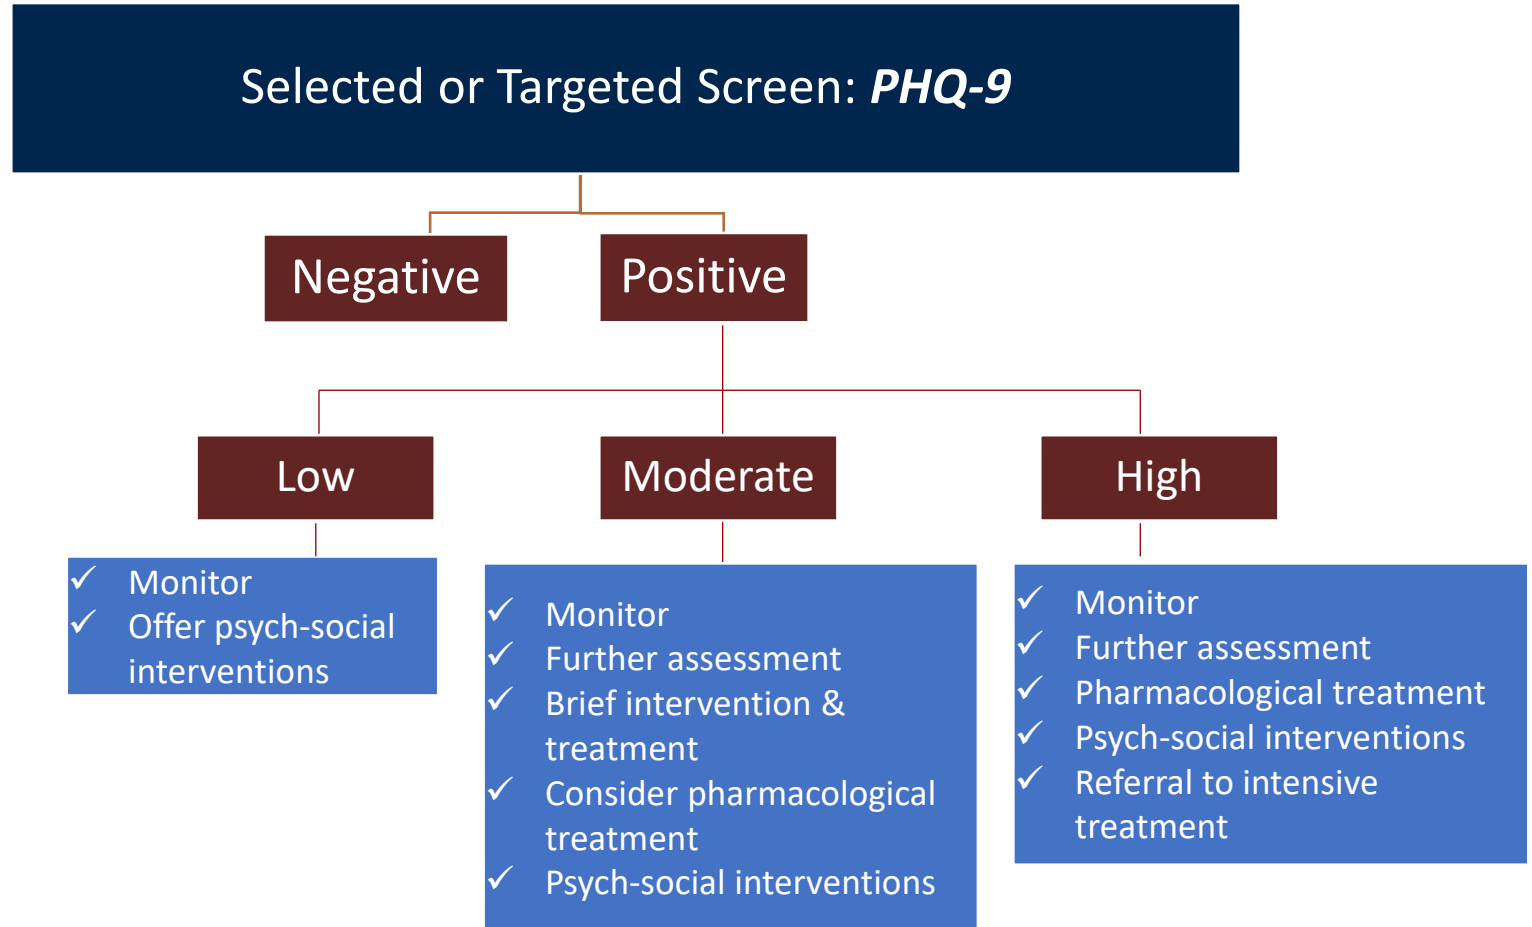 Selected or Targeted Screen: PHQ-9
Negative
Positive
Low
Moderate
High
✓ Monitor
✓ Offer psych-social
interventions
✓ Monitor
✓ Further assessment
✓ Brief intervention &
treatment
✓ Consider pharmacological
treatment
✓ Psych-social interventions
✓ Monitor
✓ Further assessment
✓ Pharmacological treatment
✓ Psych-social interventions
✓ Referral to intensive
treatment